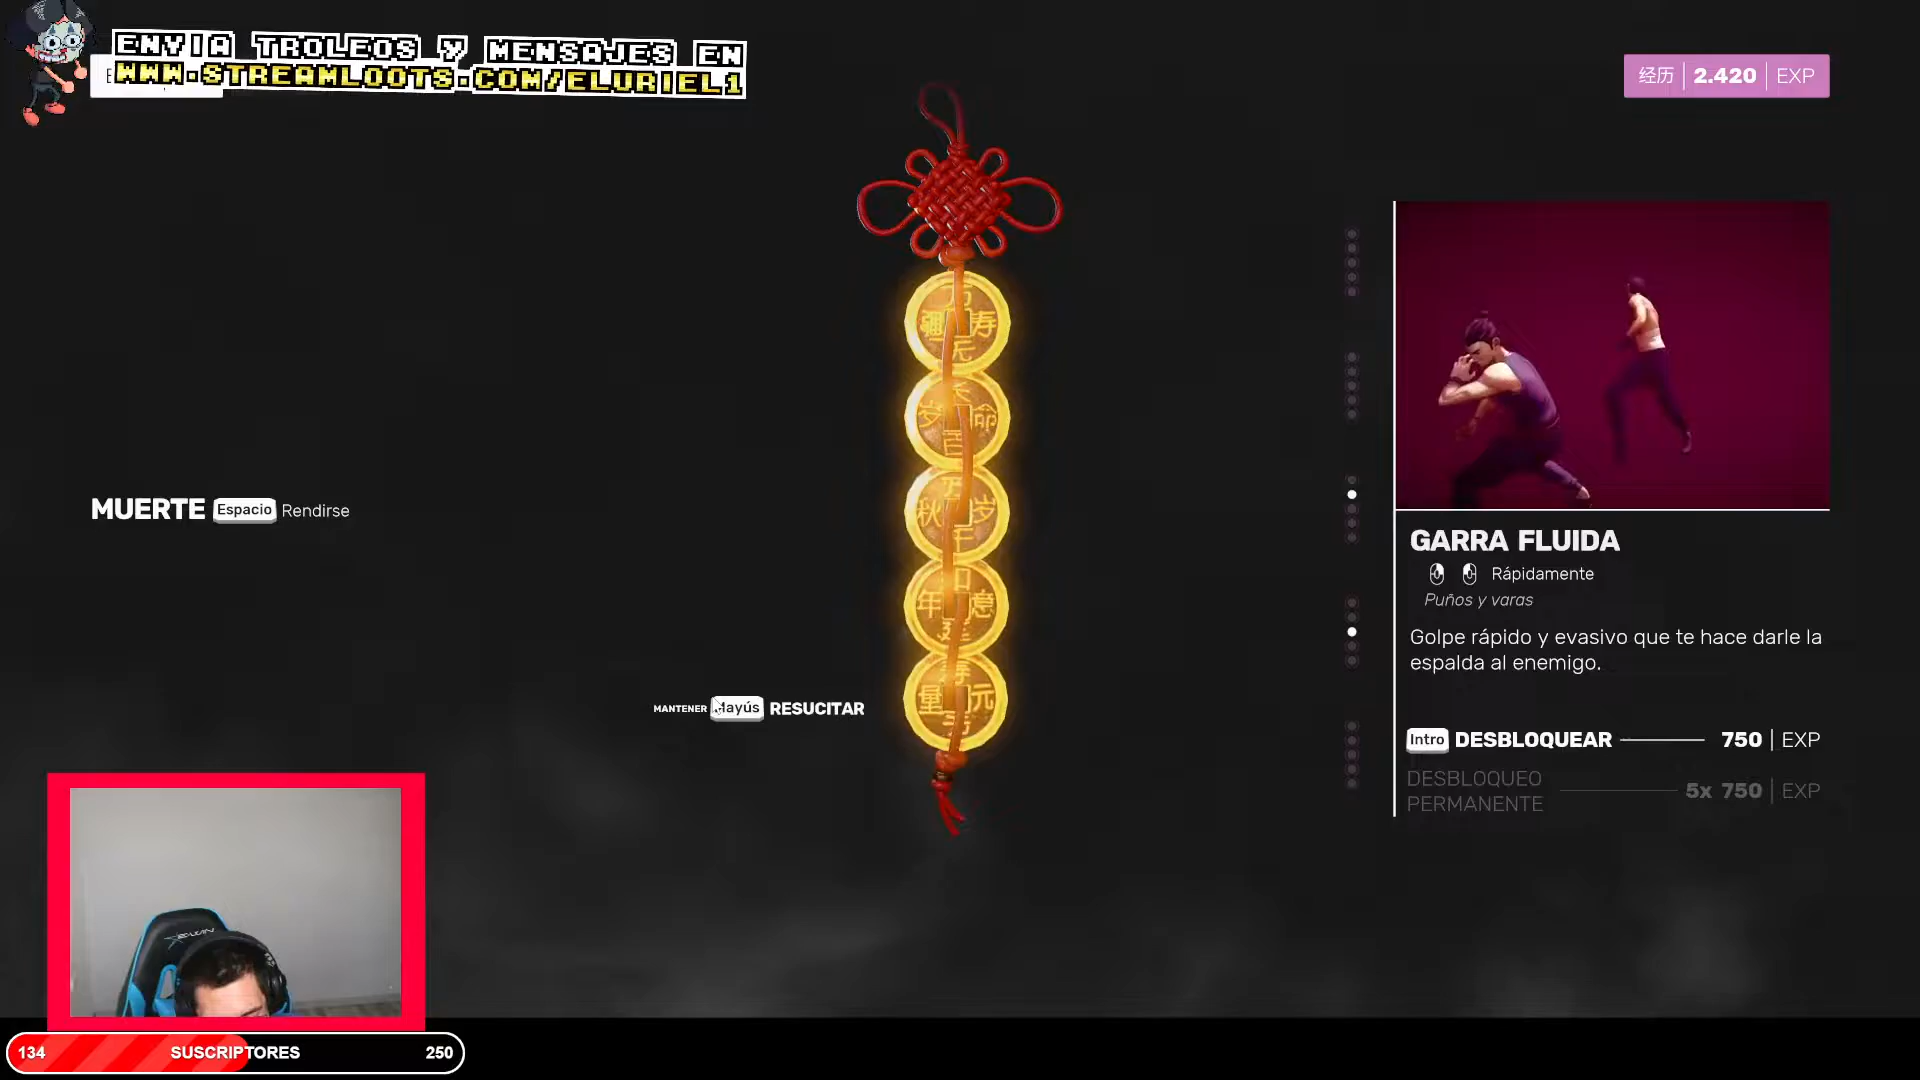 ENVIA TROLEOS Y MENSAJES EN
WWW.STREAMLOOTS.COM/ELURIEL1
经历 2.420 EXP
MUERTE Espacio Rendirse
MANTENER Mayús RESUCITAR
GARRA FLUIDA
Rápidamente
Puños y varas
Golpe rápido y evasivo que te hace darle la
espalda al enemigo.
Intro DESBLOQUEAR 750 EXP
DESBLOQUEO
PERMANENTE
5x 750 EXP
134 SUSCRIPTORES 250